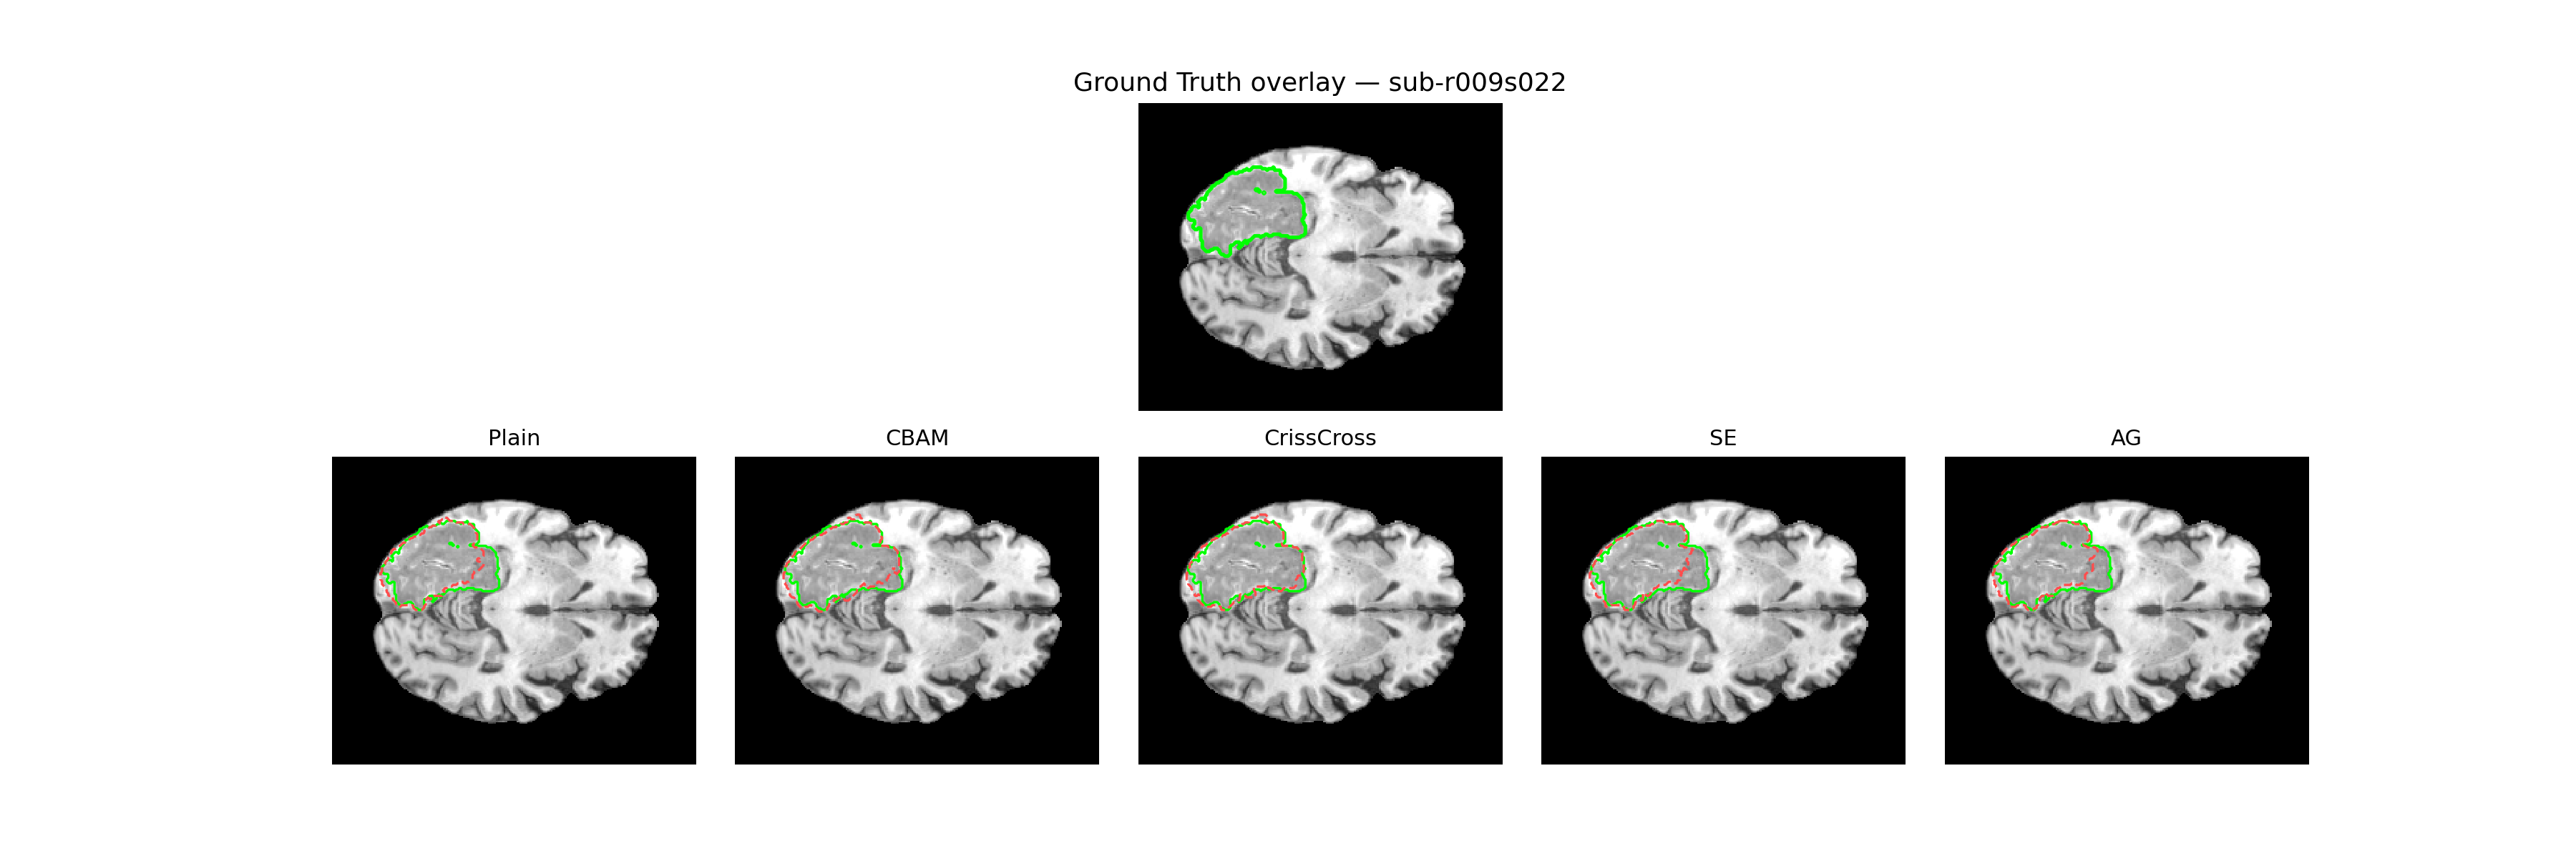 Ground Truth overlay — sub-r009s022
Plain
CBAM
CrissCross
SE
AG